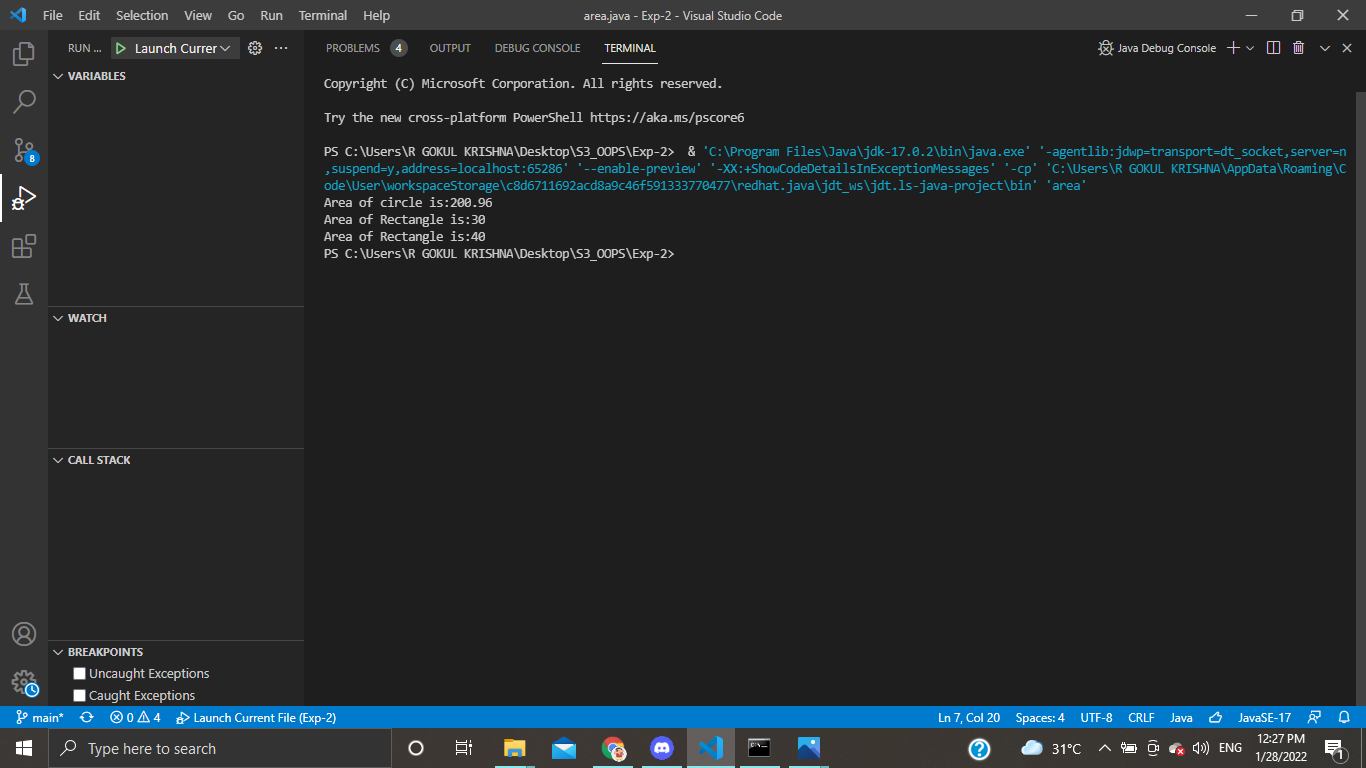 File Edit Selection View Go Run Terminal Help
area.java - Exp-2 - Visual Studio Code
RUN ... Launch Currer
PROBLEMS 4 OUTPUT DEBUG CONSOLE TERMINAL
Java Debug Console
VARIABLES
Copyright (C) Microsoft Corporation. All rights reserved.
Try the new cross-platform PowerShell https://aka.ms/pscore6
PS C:\Users\R GOKUL KRISHNA\Desktop\S3_OOPS\Exp-2>  & 'C:\Program Files\Java\jdk-17.0.2\bin\java.exe' '-agentlib:jdwp=transport=dt_socket,server=n
,suspend=y,address=localhost:65286' '--enable-preview' '-XX:+ShowCodeDetailsInExceptionMessages' '-cp' 'C:\Users\R GOKUL KRISHNA\AppData\Roaming\C
ode\User\workspaceStorage\c8d6711692acd8a9c46f591333770477\redhat.java\jdt_ws\jdt.ls-java-project\bin' 'area'
Area of circle is:200.96
Area of Rectangle is:30
Area of Rectangle is:40
PS C:\Users\R GOKUL KRISHNA\Desktop\S3_OOPS\Exp-2>
8
WATCH
CALL STACK
BREAKPOINTS
Uncaught Exceptions
Caught Exceptions
main* 0 4 Launch Current File (Exp-2)
Ln 7, Col 20 Spaces: 4 UTF-8 CRLF Java JavaSE-17
Type here to search
31°C ENG
12:27 PM
1/28/2022
1